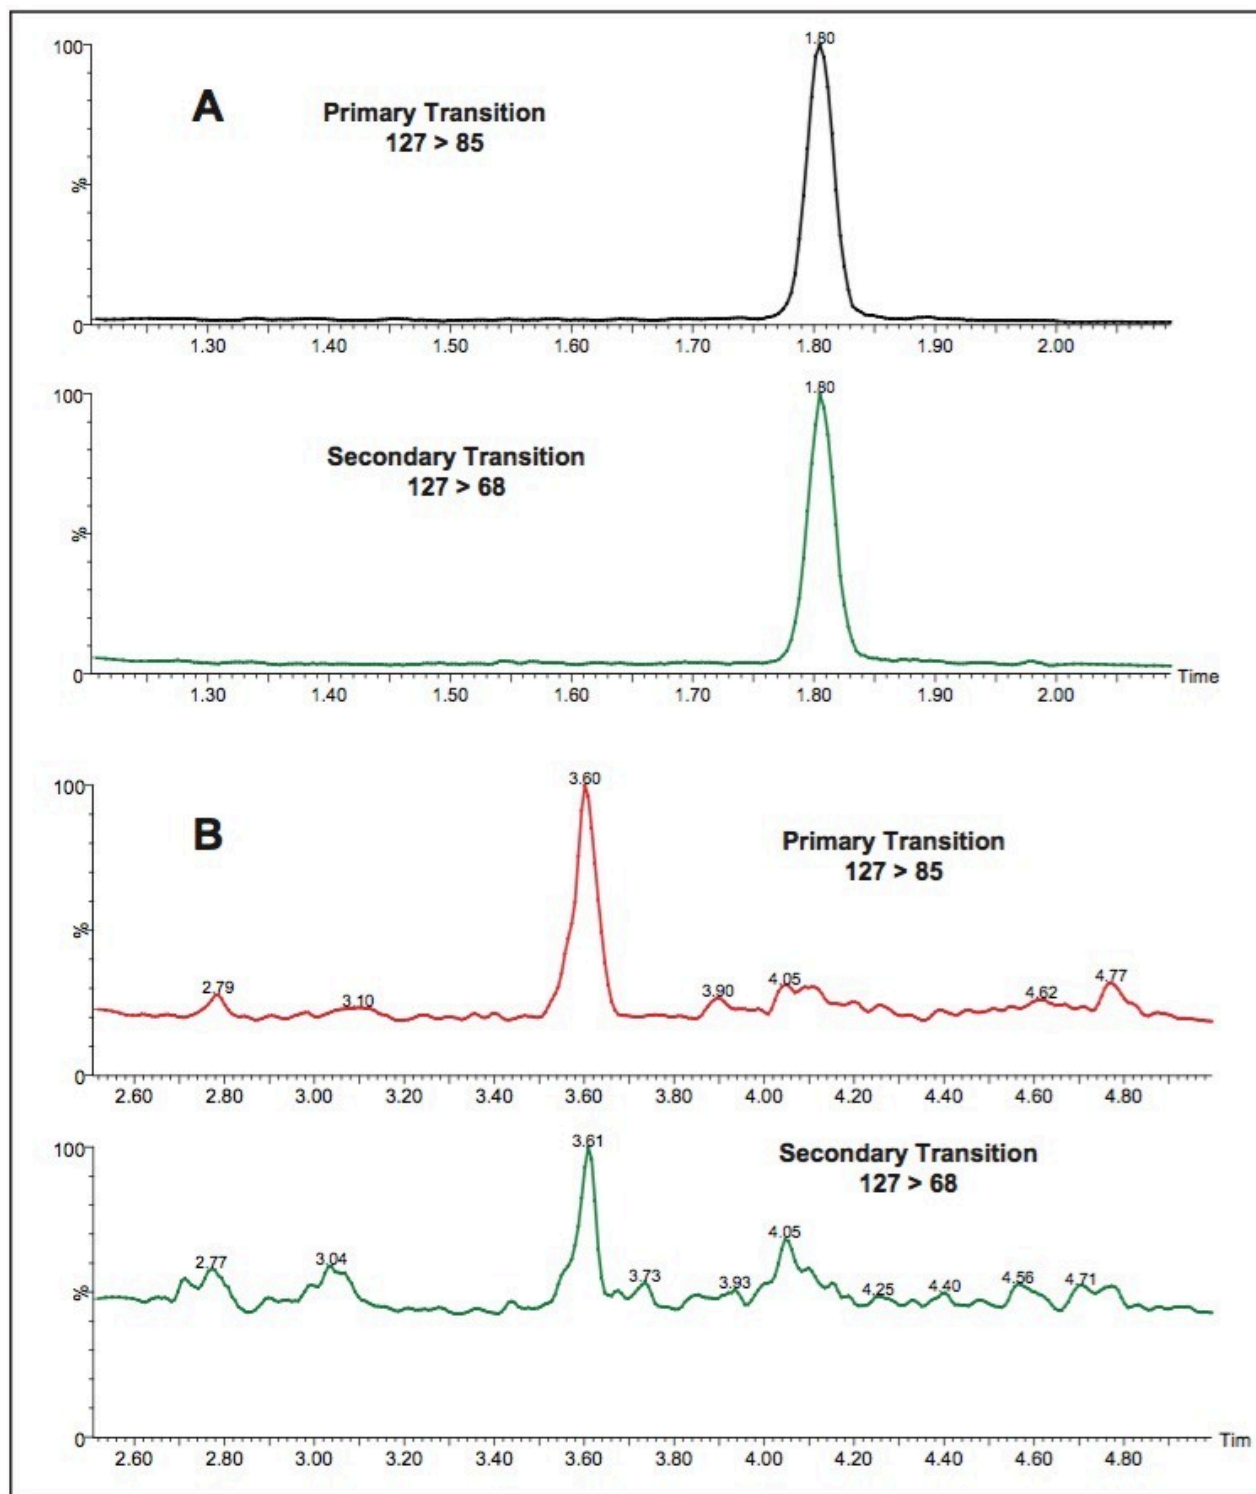 A
Primary Transition
127 > 85
100
1.80
%
0
1.30 1.40 1.50 1.60 1.70 1.80 1.90 2.00
Secondary Transition
127 > 68
100
1.80
%
0
1.30 1.40 1.50 1.60 1.70 1.80 1.90 2.00
Time
B
Primary Transition
127 > 85
100
3.60
%
2.79 3.10 3.90 4.05 4.62 4.77
0
2.60 2.80 3.00 3.20 3.40 3.60 3.80 4.00 4.20 4.40 4.60 4.80
Secondary Transition
127 > 68
100
3.61
%
2.77 3.04 3.73 3.93 4.05 4.25 4.40 4.56 4.71
0
2.60 2.80 3.00 3.20 3.40 3.60 3.80 4.00 4.20 4.40 4.60 4.80
Tim